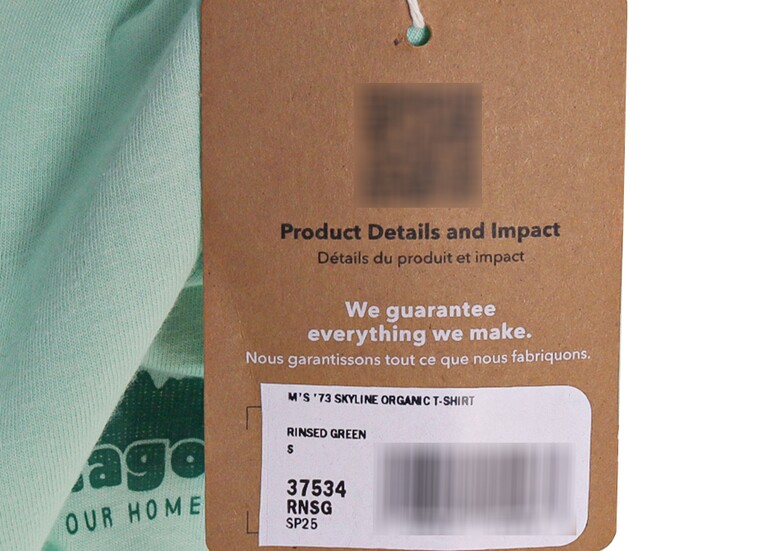 Product Details and Impact
Détails du produit et impact
We guarantee
everything we make.
Nous garantissons tout ce que nous fabriquons.
M'S '73 SKYLINE ORGANIC T-SHIRT
RINSED GREEN
S
37534
RNSG
SP25
ago
OUR HOME